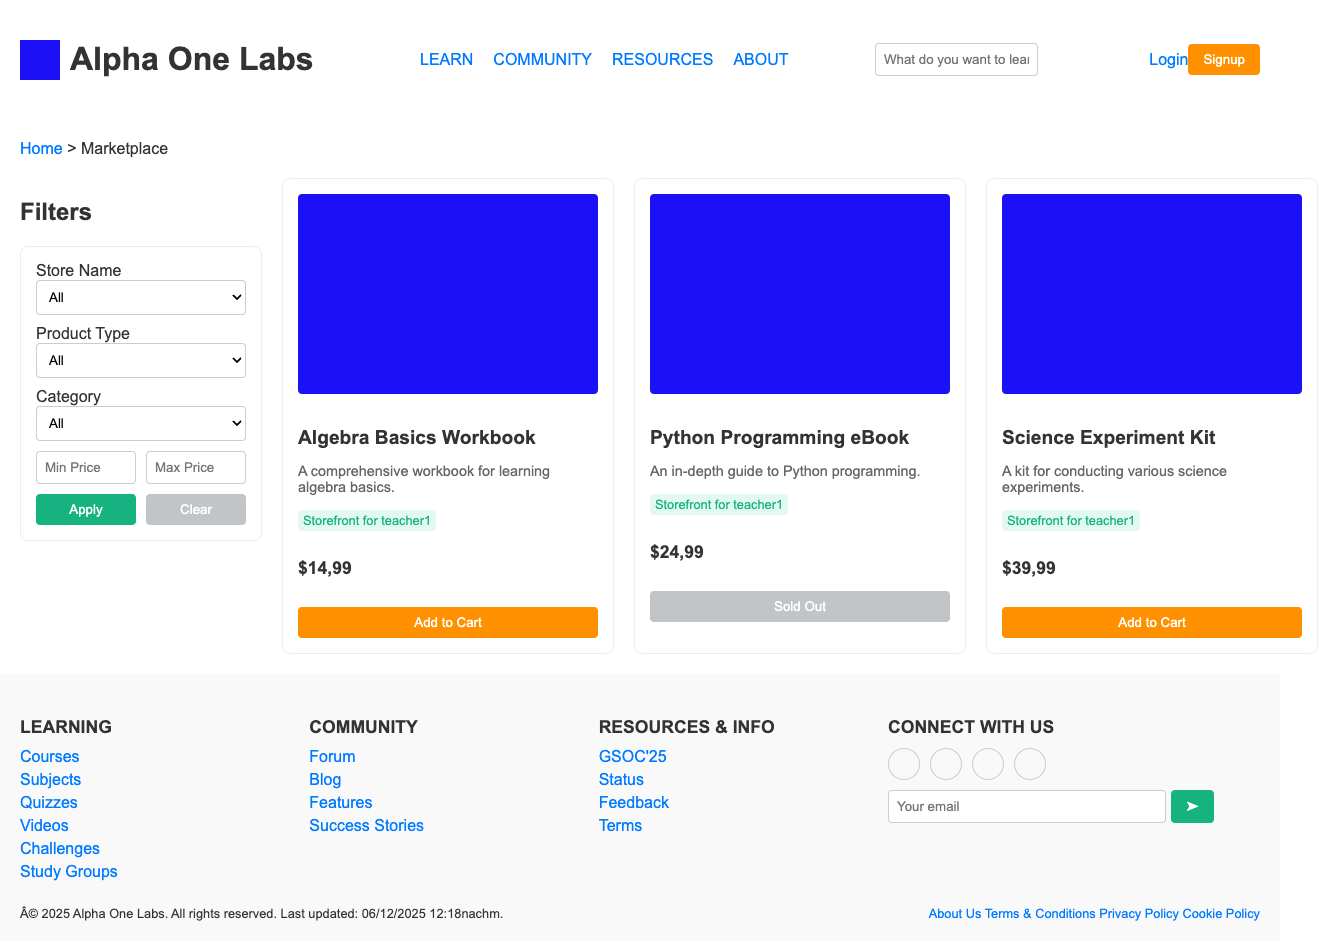 Alpha One Labs
LEARN COMMUNITY RESOURCES ABOUT
What do you want to lear
Login Signup
Home > Marketplace
Filters
Store Name
All
Product Type
All
Category
All
Min Price Max Price
Apply Clear
Algebra Basics Workbook
A comprehensive workbook for learning
algebra basics.
Storefront for teacher1
$14,99
Add to Cart
Python Programming eBook
An in-depth guide to Python programming.
Storefront for teacher1
$24,99
Sold Out
Science Experiment Kit
A kit for conducting various science
experiments.
Storefront for teacher1
$39,99
Add to Cart
LEARNING
Courses
Subjects
Quizzes
Videos
Challenges
Study Groups
COMMUNITY
Forum
Blog
Features
Success Stories
RESOURCES & INFO
GSOC'25
Status
Feedback
Terms
CONNECT WITH US
Your email
➤
Â© 2025 Alpha One Labs. All rights reserved. Last updated: 06/12/2025 12:18nachm.
About Us Terms & Conditions Privacy Policy Cookie Policy